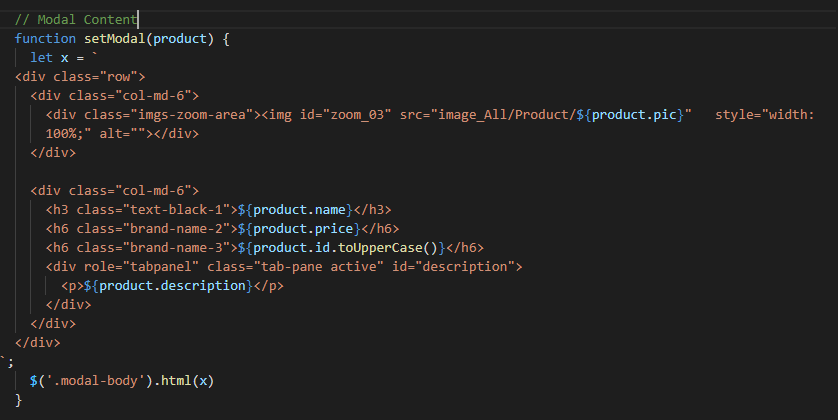 // Modal Content
function setModal(product) {
  let x = `
<div class="row">
  <div class="col-md-6">
    <div class="imgs-zoom-area"><img id="zoom_03" src="image_All/Product/${product.pic}"   style="width:
    100%;" alt=""></div>
  </div>

  <div class="col-md-6">
    <h3 class="text-black-1">${product.name}</h3>
    <h6 class="brand-name-2">${product.price}</h6>
    <h6 class="brand-name-3">${product.id.toUpperCase()}</h6>
    <div role="tabpanel" class="tab-pane active" id="description">
      <p>${product.description}</p>
    </div>
  </div>
</div>
`;
  $('.modal-body').html(x)
}